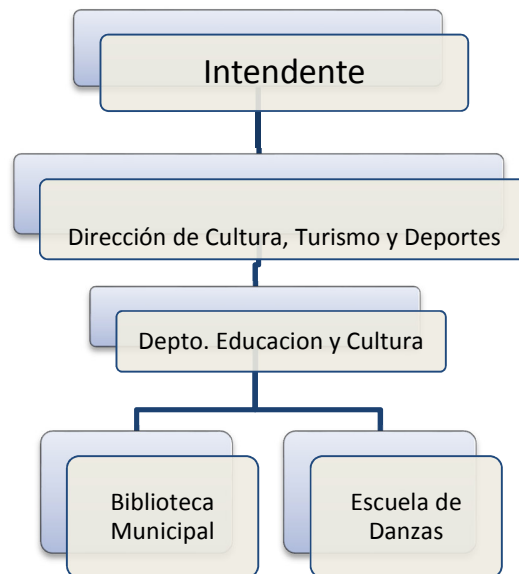 Intendente
Dirección de Cultura, Turismo y Deportes
Depto. Educacion y Cultura
Biblioteca
Municipal
Escuela de
Danzas